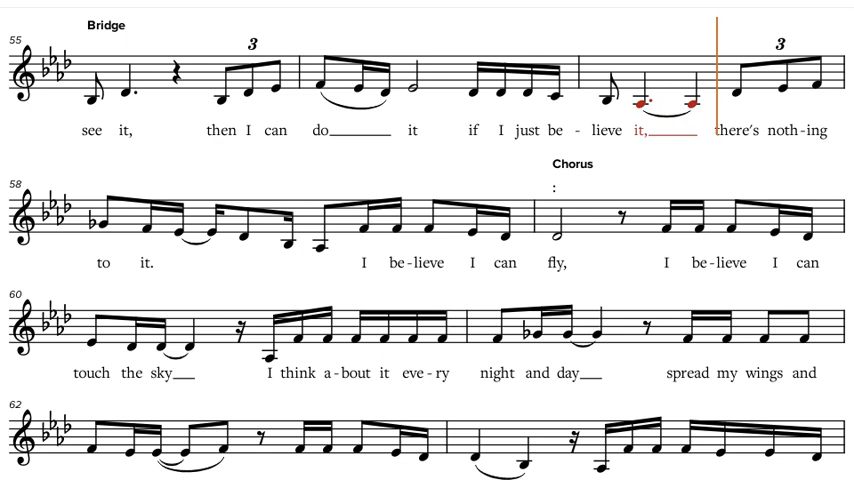 Bridge
55
3
3
see it, then I can do it if I just be - lieve it, there's noth-ing
Chorus
:
58
to it. I be-lieve I can fly, I be-lieve I can
60
touch the sky I think a-bout it eve-ry night and day spread my wings and
62